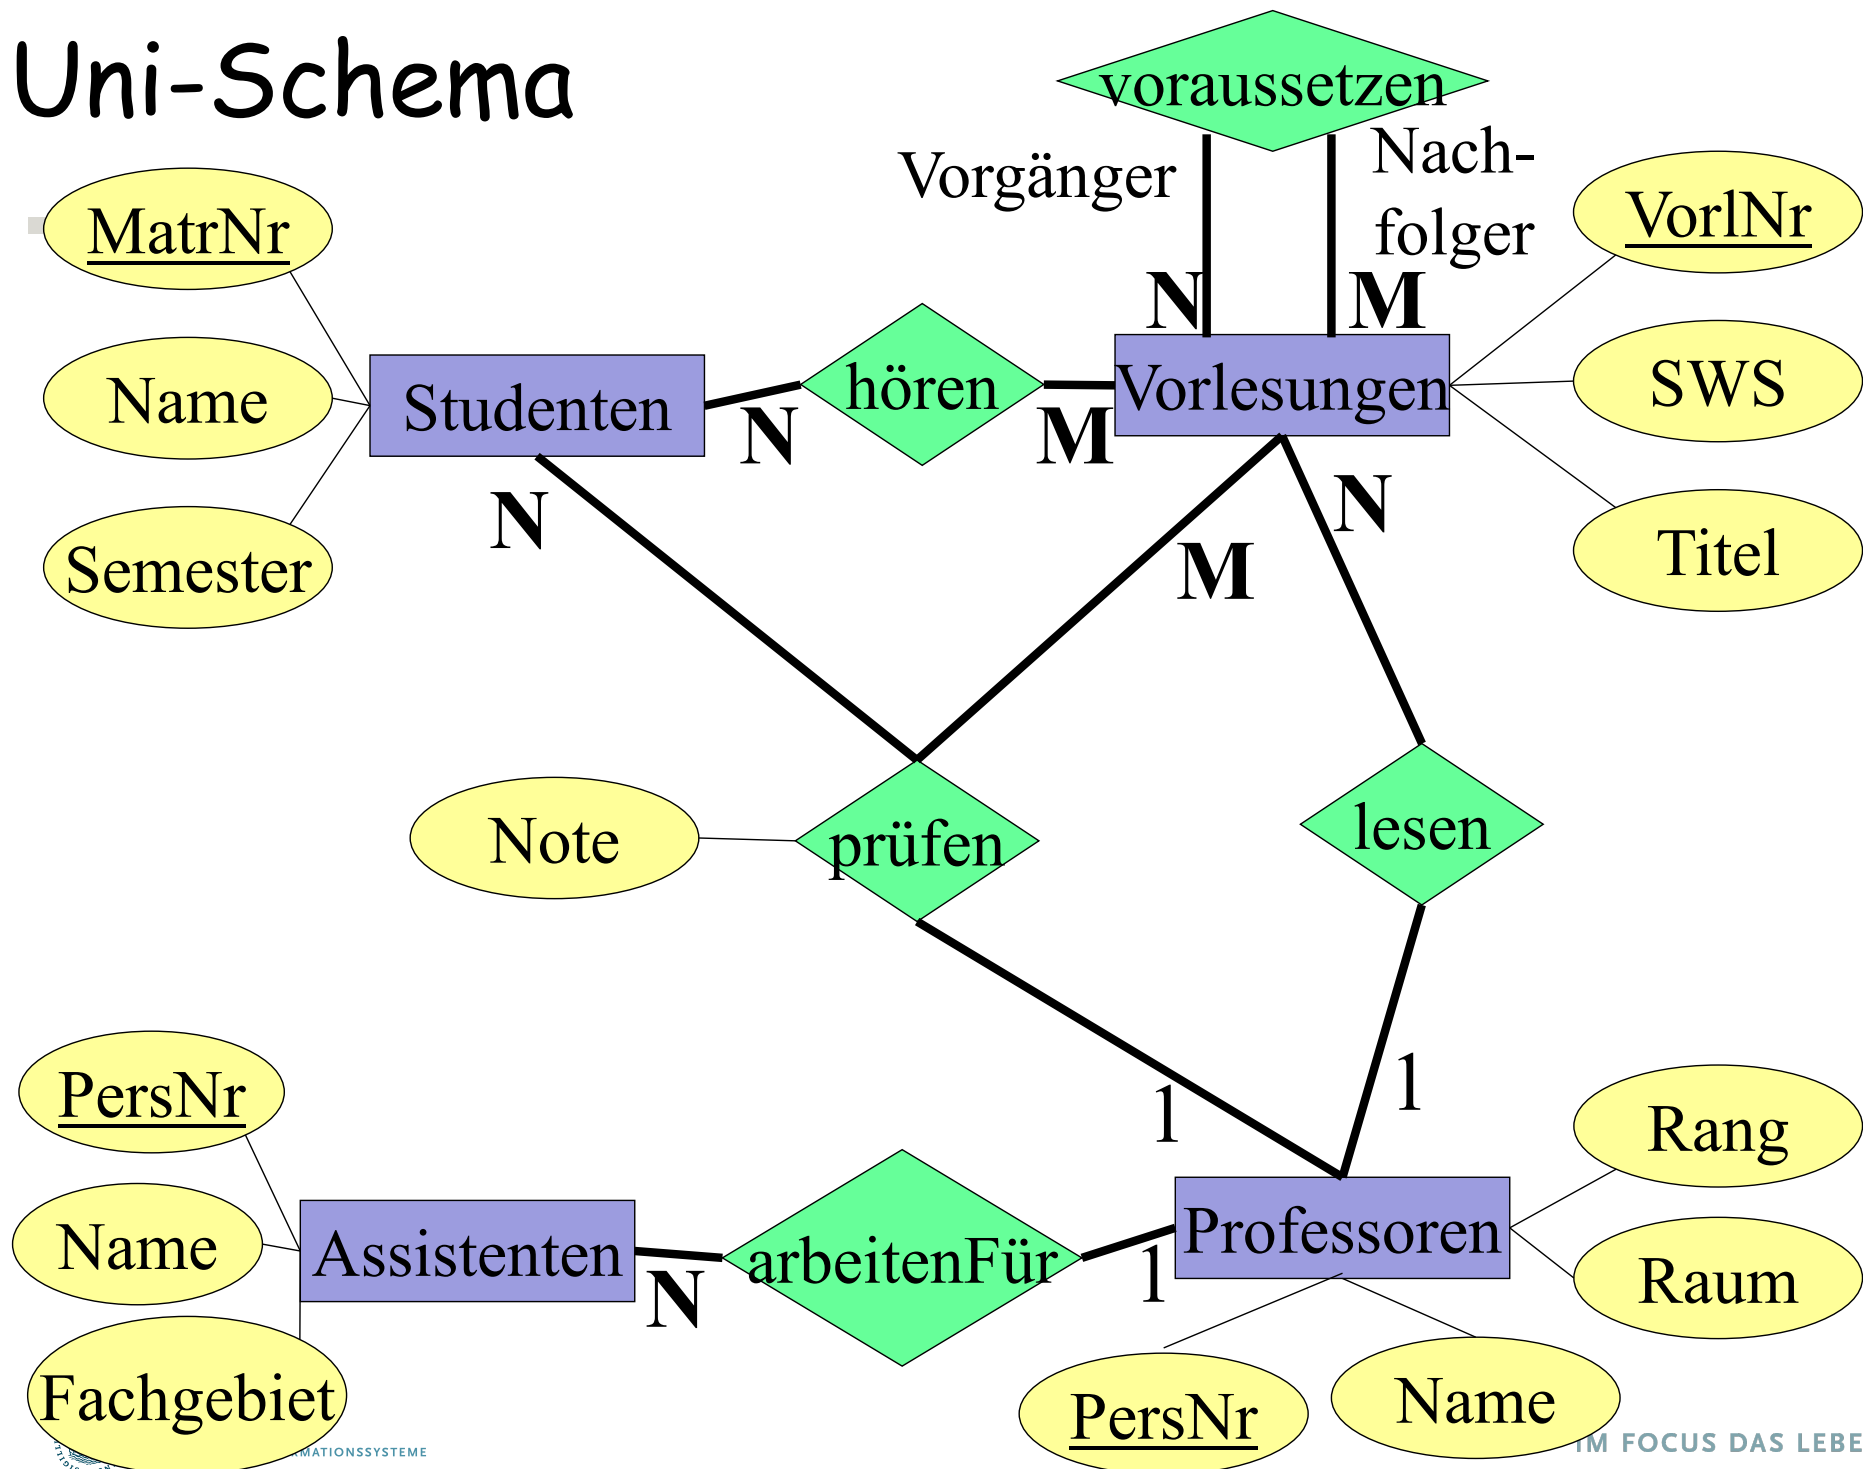 Uni-Schema
voraussetzen
Vorgänger
Nach-
folger
MatrNr
VorlNr
N
M
Name
Studenten
hören
Vorlesungen
SWS
N
M
N
M
N
Semester
Titel
Note
prüfen
lesen
1
1
PersNr
Rang
Name
Assistenten
arbeitenFür
Professoren
Raum
N
1
Fachgebiet
PersNr
Name
IM FOCUS DAS LEBE